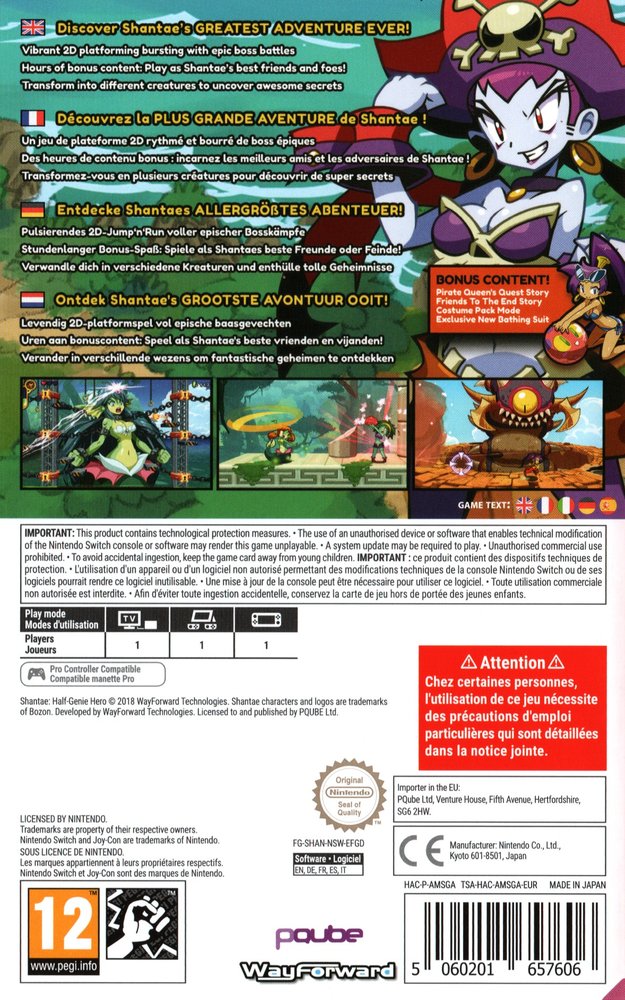 Discover Shantae's GREATEST ADVENTURE EVER!
Vibrant 2D platforming bursting with epic boss battles
Hours of bonus content: Play as Shantae's best friends and foes!
Transform into different creatures to uncover awesome secrets
Découvrez la PLUS GRANDE AVENTURE de Shantae !
Un jeu de plateforme 2D rythmé et bourré de boss épiques
Des heures de contenu bonus : incarnez les meilleurs amis et les adversaires de Shantae !
Transformez-vous en plusieurs créatures pour découvrir de super secrets
Entdecke Shantaes ALLERGRÖẞTES ABENTEUER!
Pulsierendes 2D-Jump'n'Run voller epischer Bosskämpfe
Stundenlanger Bonus-Spaß: Spiele als Shantaes beste Freunde oder Feinde!
Verwandle dich in verschiedene Kreaturen und enthülle tolle Geheimnisse
BONUS CONTENT!
Pirate Queen's Quest Story
Friends To The End Story
Costume Pack Mode
Exclusive New Bathing Suit
Ontdek Shantae's GROOTSTE AVONTUUR OOIT!
Levendig 2D-platformspel vol epische baasgevechten
Uren aan bonuscontent: Speel als Shantae's beste vrienden en vijanden!
Verander in verschillende wezens om fantastische geheimen te ontdekken
GAME TEXT:
IMPORTANT: This product contains technological protection measures. • The use of an unauthorised device or software that enables technical modification
of the Nintendo Switch console or software may render this game unplayable. • A system update may be required to play. • Unauthorised commercial use
prohibited. • To avoid accidental ingestion, keep the game card away from young children. IMPORTANT : ce produit contient des dispositifs techniques de
protection. • L'utilisation d'un appareil ou d'un logiciel non autorisé permettant des modifications techniques de la console Nintendo Switch ou de ses
logiciels pourrait rendre ce logiciel inutilisable. • Une mise à jour de la console peut être nécessaire pour utiliser ce logiciel. • Toute utilisation commerciale
non autorisée est interdite. • Afin d'éviter toute ingestion accidentelle, conservez la carte de jeu hors de portée des jeunes enfants.
Play mode
Modes d'utilisation
TV
Players
Joueurs
1
1
1
Pro Controller Compatible
Compatible manette Pro
Shantae: Half-Genie Hero © 2018 WayForward Technologies. Shantae characters and logos are trademarks
of Bozon. Developed by WayForward Technologies. Licensed to and published by PQUBE Ltd.
Attention
Chez certaines personnes,
l'utilisation de ce jeu nécessite
des précautions d'emploi
particulières qui sont détaillées
dans la notice jointe.
Original
Nintendo
Seal of
Quality
Importer in the EU:
PQube Ltd, Venture House, Fifth Avenue, Hertfordshire,
SG6 2HW.
LICENSED BY NINTENDO.
Trademarks are property of their respective owners.
Nintendo Switch and Joy-Con are trademarks of Nintendo.
SOUS LICENCE DE NINTENDO.
Les marques appartiennent à leurs propriétaires respectifs.
Nintendo Switch et Joy-Con sont des marques de Nintendo.
FG-SHAN-NSW-EFGD
Software • Logiciel
EN, DE, FR, ES, IT
CE
Manufacturer: Nintendo Co., Ltd.,
Kyoto 601-8501, Japan
HAC-P-AMSGA TSA-HAC-AMSGA-EUR MADE IN JAPAN
12
www.pegi.info
PQube
WayForward
5 060201 657606